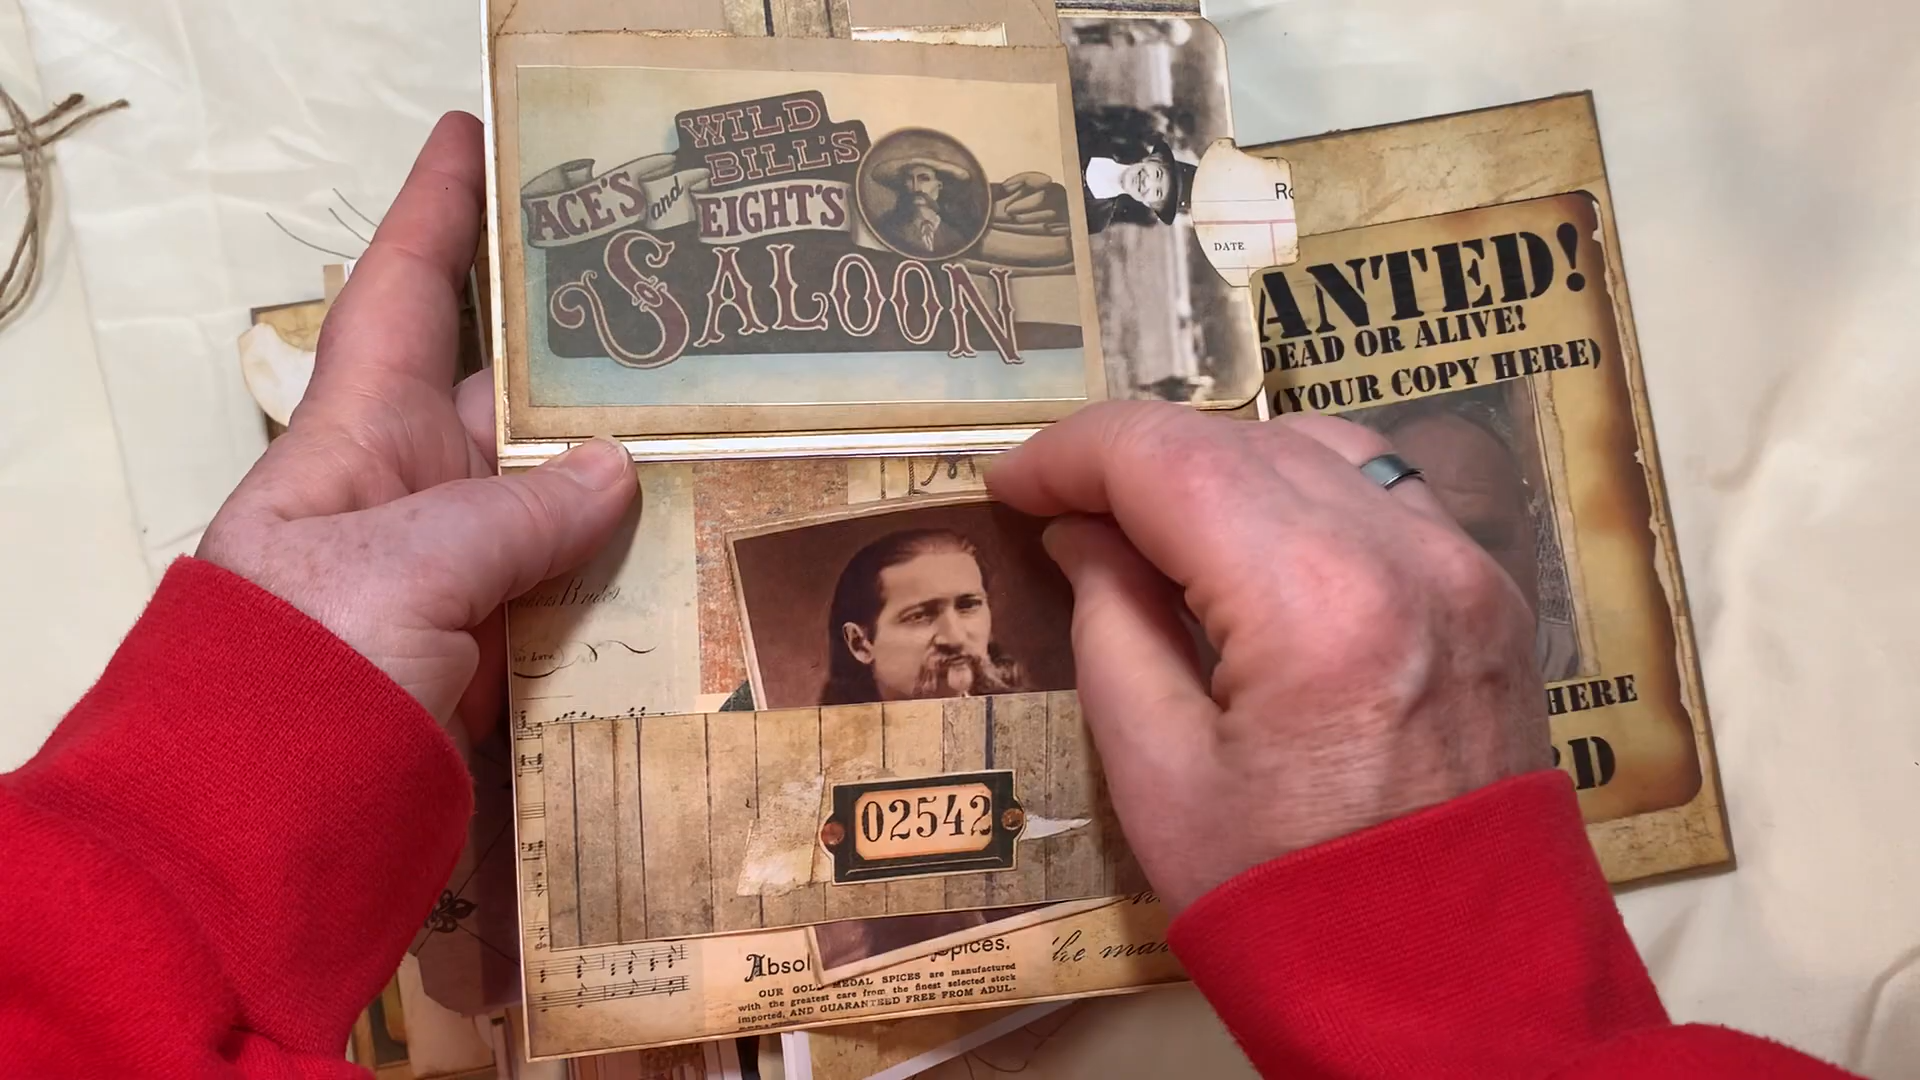 WILD
BILL'S
ACE'S and EIGHT'S
SALOON
DATE
ANTED!
DEAD OR ALIVE!
(YOUR COPY HERE)
HERE
02542
Absol
pices.
OUR GOLD MEDAL SPICES are manufactured
with the greatest care from the finest selected stock
imported, AND GUARANTEED FREE FROM ADUL-